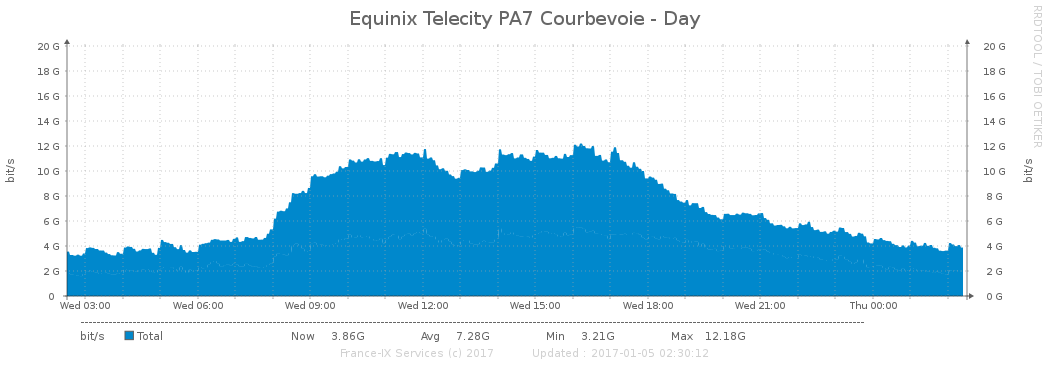 Equinix Telecity PA7 Courbevoie - Day
RRDTOOL / TOBI OETIKER
20 G 20 G
18 G 18 G
16 G 16 G
14 G 14 G
12 G 12 G
10 G 10 G
8 G 8 G
6 G 6 G
4 G 4 G
2 G 2 G
0 0 G
bit/s
bit/s
Wed 03:00 Wed 06:00 Wed 09:00 Wed 12:00 Wed 15:00 Wed 18:00 Wed 21:00 Thu 00:00
bit/s Total Now 3.86G Avg 7.28G Min 3.21G Max 12.18G
France-IX Services (c) 2017 Updated : 2017-01-05 02:30:12